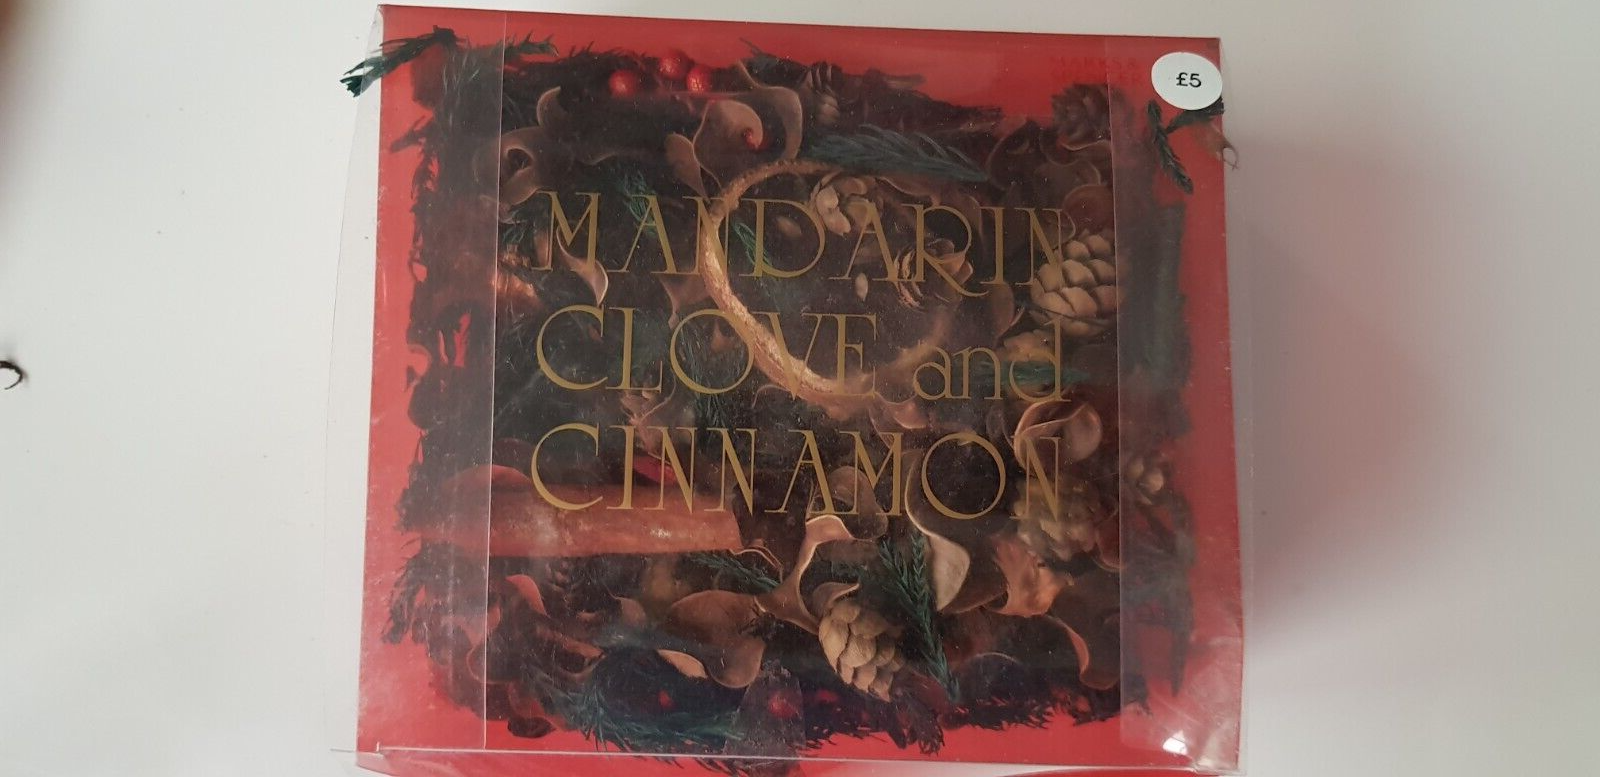 £5
MANDARIN
CLOVE and
CINNAMON